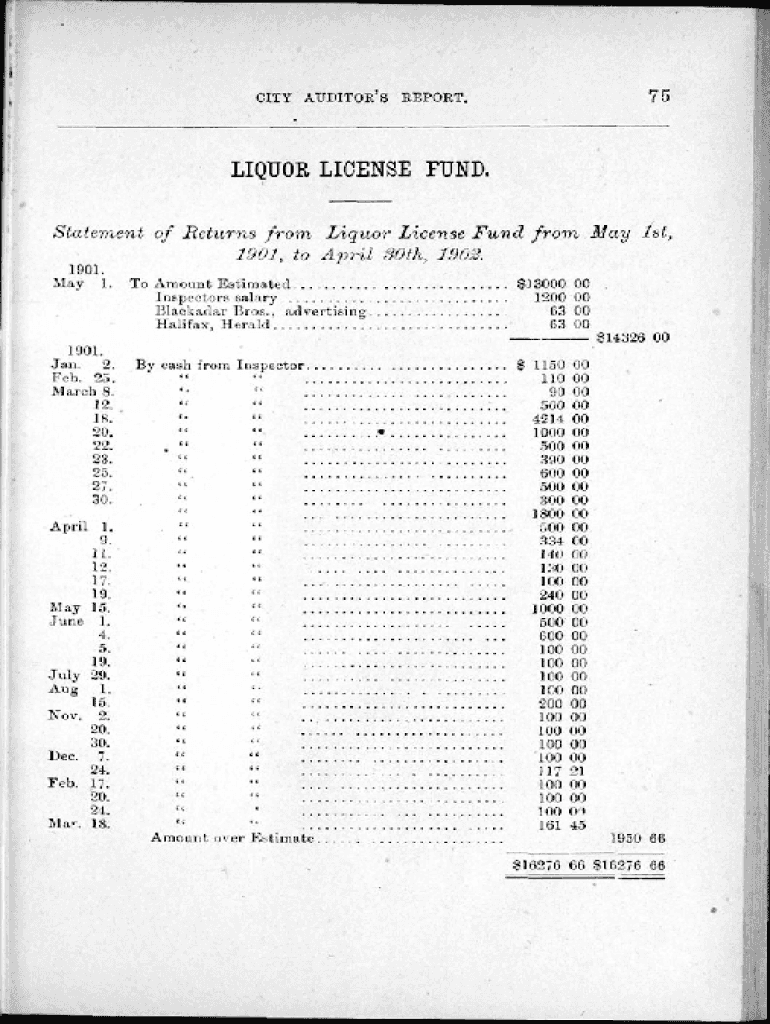 CITY AUDITOR'S REPORT. 75
LIQUOR LICENSE FUND.
Statement of Returns from Liquor License Fund from May 1st,
1901, to April 30th, 1902.
1901.
May 1. To Amount Estimated.......... $13000 00
Inspectors salary .......... 1200 00
Blackadar Bros., advertising.......... 63 00
Halifax, Herald.......... 63 00
$14326 00
1901.
Jan. 2. By cash from Inspector.......... $ 1150 00
Feb. 25. " " .......... 110 00
March 8. " " .......... 90 00
12. " " .......... 500 00
18. " " .......... 4214 00
20. " " .......... 1000 00
22. " " .......... 500 00
23. " " .......... 390 00
25. " " .......... 600 00
27. " " .......... 500 00
30. " " .......... 300 00
" " .......... 1800 00
April 1. " " .......... 500 00
9. " " .......... 334 00
11. " " .......... 140 00
12. " " .......... 130 00
17. " " .......... 100 00
19. " " .......... 240 00
May 15. " " .......... 1000 00
June 1. " " .......... 500 00
4. " " .......... 600 00
5. " " .......... 100 00
19. " " .......... 100 00
July 29. " " .......... 100 00
Aug 1. " " .......... 100 00
15. " " .......... 200 00
Nov. 2. " " .......... 100 00
20. " " .......... 100 00
30. " " .......... 100 00
Dec. 7. " " .......... 100 00
24. " " .......... 117 21
Feb. 17. " " .......... 100 00
20. " " .......... 100 00
24. " " .......... 100 00
Mar. 18. " " .......... 161 45
Amount over Estimate.......... 1950 66
$16276 66 $16276 66